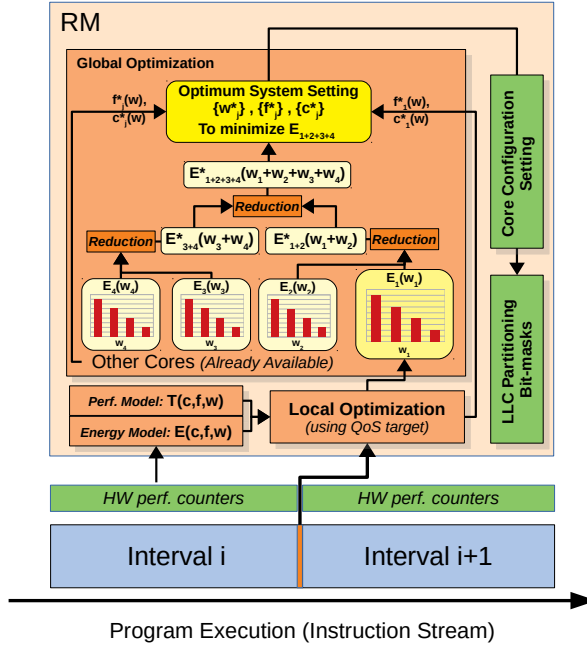 RM
Global Optimization
Optimum System Setting
{w*j} , {f*j} , {c*j}
To minimize E1+2+3+4
f*j(w),
c*j(w)
f*1(w),
c*1(w)
E*1+2+3+4(w1+w2+w3+w4)
Reduction
Reduction
E*3+4(w3+w4)
E*1+2(w1+w2)
Reduction
E4(w4)
w4
E3(w3)
w3
E2(w2)
w2
E1(w1)
w1
Other Cores (Already Available)
Core Configuration
Setting
LLC Partitioning
Bit-masks
Perf. Model: T(c,f,w)
Energy Model: E(c,f,w)
Local Optimization
(using QoS target)
HW perf. counters
HW perf. counters
Interval i
Interval i+1
Program Execution (Instruction Stream)